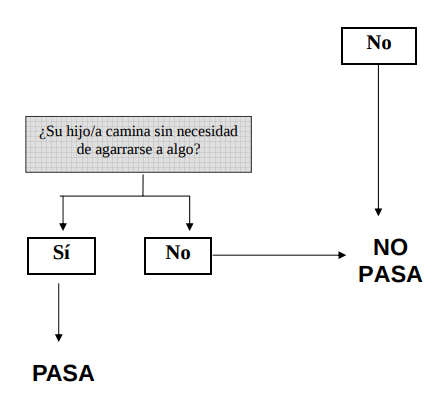 No
¿Su hijo/a camina sin necesidad
de agarrarse a algo?
Sí
No
NO
PASA
PASA